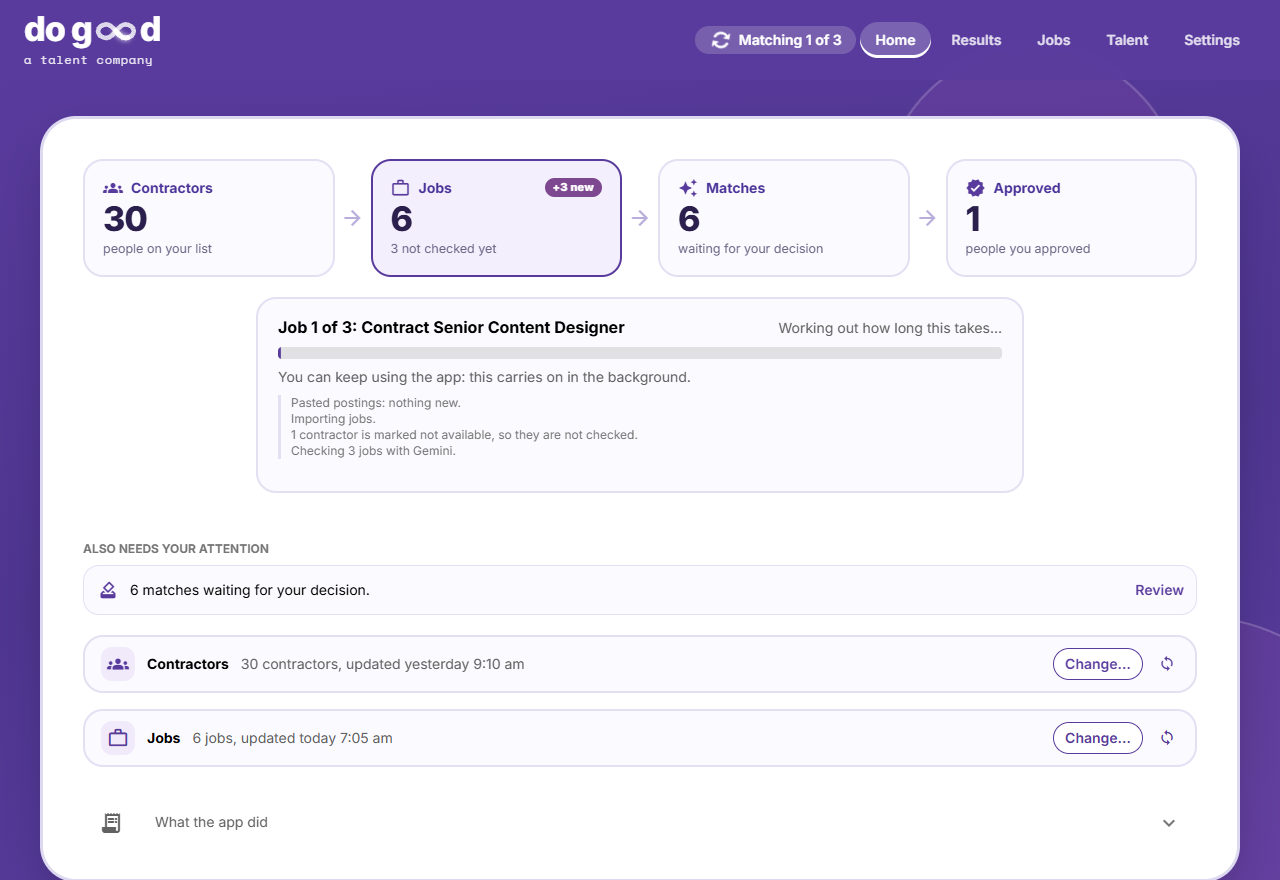 do good
a talent company
Matching 1 of 3
Home
Results
Jobs
Talent
Settings
Contractors
30
people on your list
Jobs
+3 new
6
3 not checked yet
Matches
6
waiting for your decision
Approved
1
people you approved
Job 1 of 3: Contract Senior Content Designer
Working out how long this takes...
You can keep using the app: this carries on in the background.
Pasted postings: nothing new.
Importing jobs.
1 contractor is marked not available, so they are not checked.
Checking 3 jobs with Gemini.
ALSO NEEDS YOUR ATTENTION
6 matches waiting for your decision.
Review
Contractors 30 contractors, updated yesterday 9:10 am
Change...
Jobs 6 jobs, updated today 7:05 am
Change...
What the app did